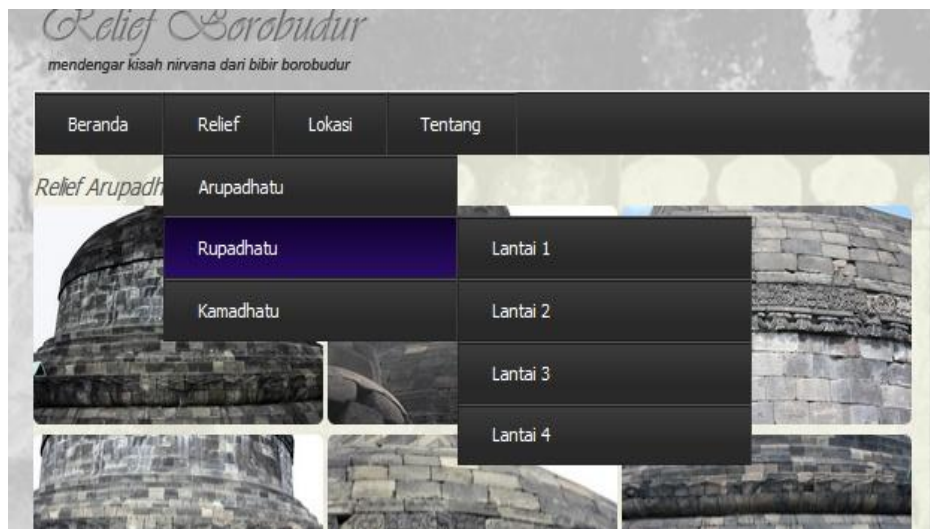 Relief Borobudur
mendengar kisah nirvana dari bibir borobudur
Beranda Relief Lokasi Tentang
Relief Arupadh
Arupadhatu
Rupadhatu
Kamadhatu
Lantai 1
Lantai 2
Lantai 3
Lantai 4